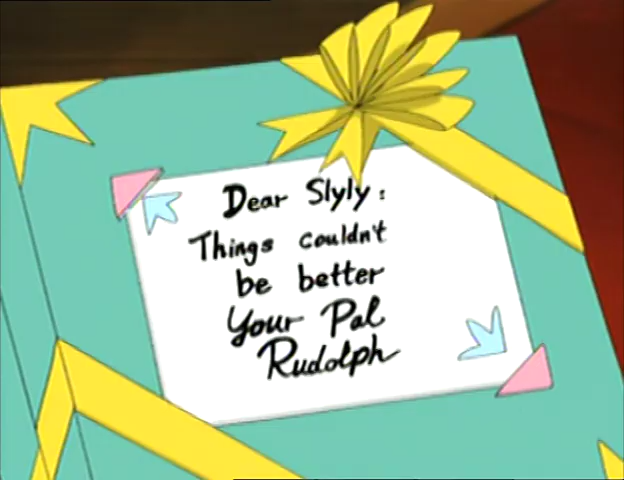 Dear Slyly:
Things couldn't
be better
Your Pal
Rudolph